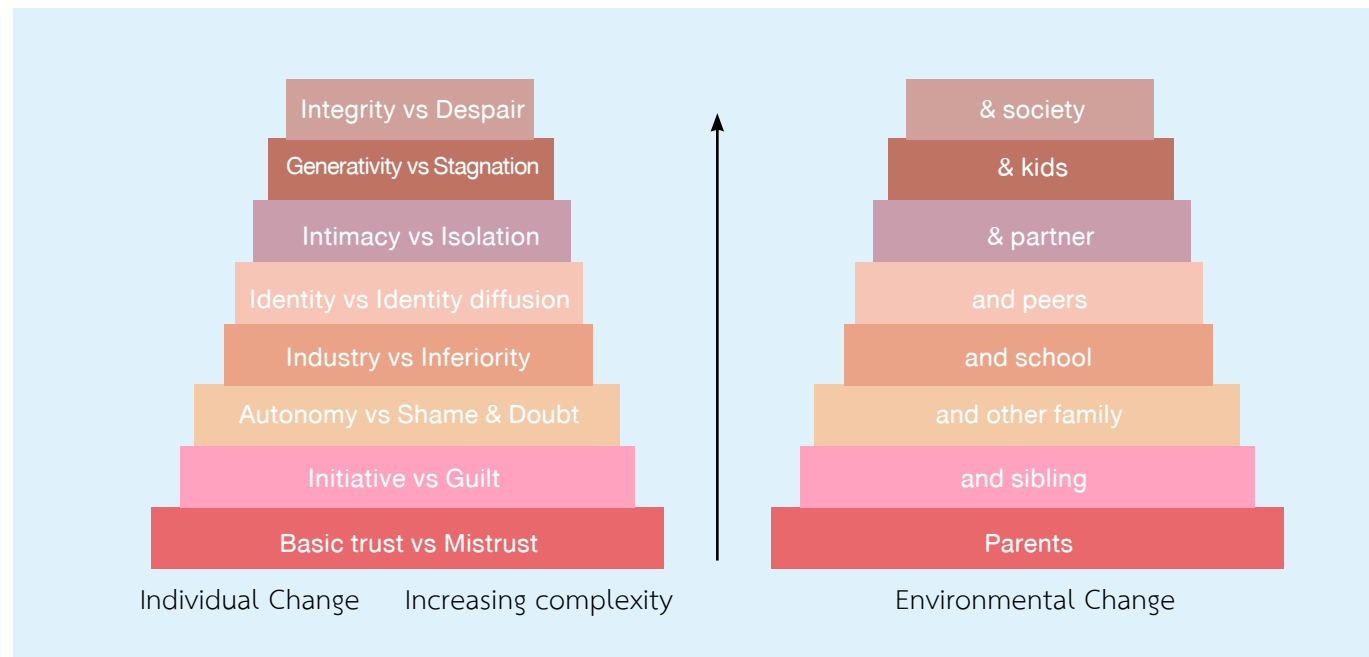 Integrity vs Despair
Generativity vs Stagnation
Intimacy vs Isolation
Identity vs Identity diffusion
Industry vs Inferiority
Autonomy vs Shame & Doubt
Initiative vs Guilt
Basic trust vs Mistrust
Individual Change
Increasing complexity
& society
& kids
& partner
and peers
and school
and other family
and sibling
Parents
Environmental Change